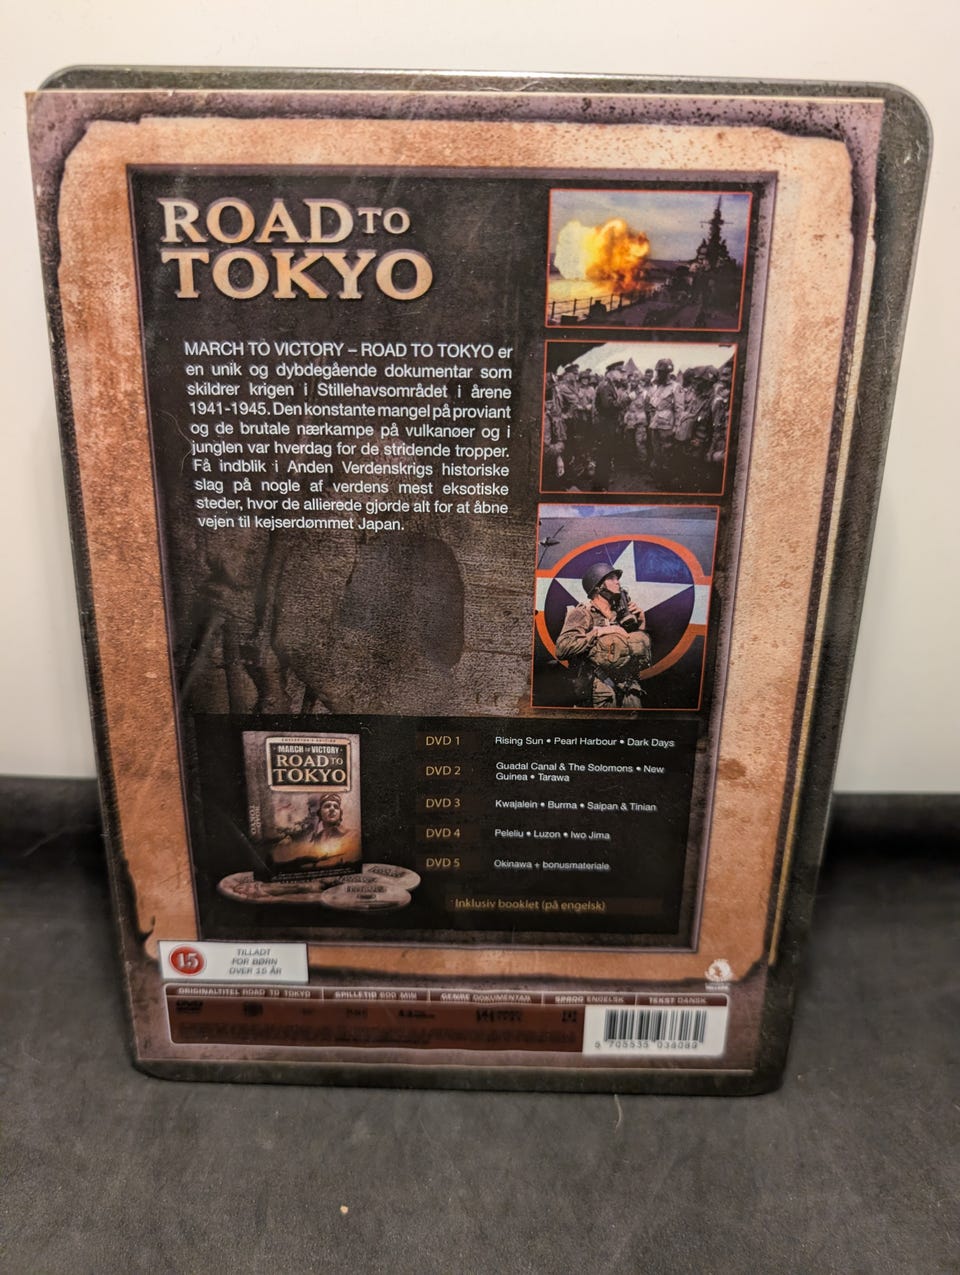 ROAD TO
TOKYO
MARCH TO VICTORY – ROAD TO TOKYO er
en unik og dybdegående dokumentar som
skildrer krigen i Stillehavsområdet i årene
1941-1945. Den konstante mangel på proviant
og de brutale nærkampe på vulkanøer og i
junglen var hverdag for de stridende tropper.
Få indblik i Anden Verdenskrigs historiske
slag på nogle af verdens mest eksotiske
steder, hvor de allierede gjorde alt for at åbne
vejen til kejserdømmet Japan.
COLLECTOR'S EDITION
MARCH TO VICTORY
ROAD TO
TOKYO
DVD 1 Rising Sun • Pearl Harbour • Dark Days
DVD 2 Guadal Canal & The Solomons • New
Guinea • Tarawa
DVD 3 Kwajalein • Burma • Saipan & Tinian
DVD 4 Peleliu • Luzon • Iwo Jima
DVD 5 Okinawa + bonusmateriale
Inklusiv booklet (på engelsk)
15 TILLADT
FOR BØRN
OVER 15 ÅR
ORIGINALTITEL ROAD TO TOKYO SPILLETID 600 MIN GENRE DOKUMENTAR SPROG ENGELSK TEKST DANSK
5 705535 038089